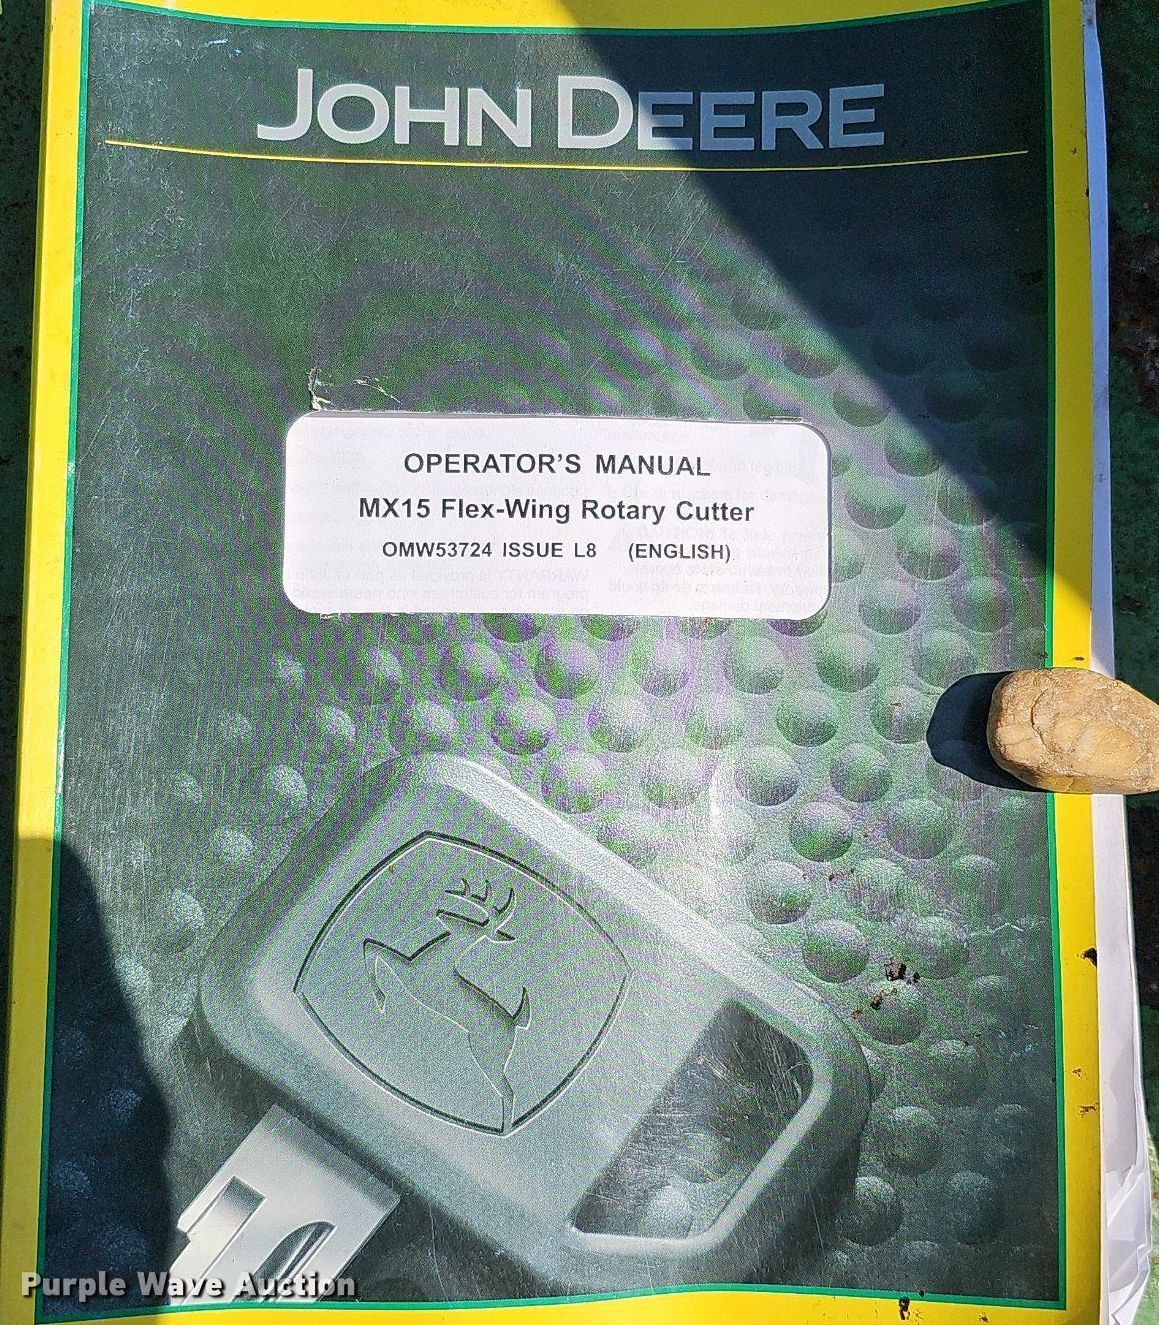 JOHN DEERE
OPERATOR'S MANUAL
MX15 Flex-Wing Rotary Cutter
OMW53724 ISSUE L8 (ENGLISH)
Purple Wave Auction